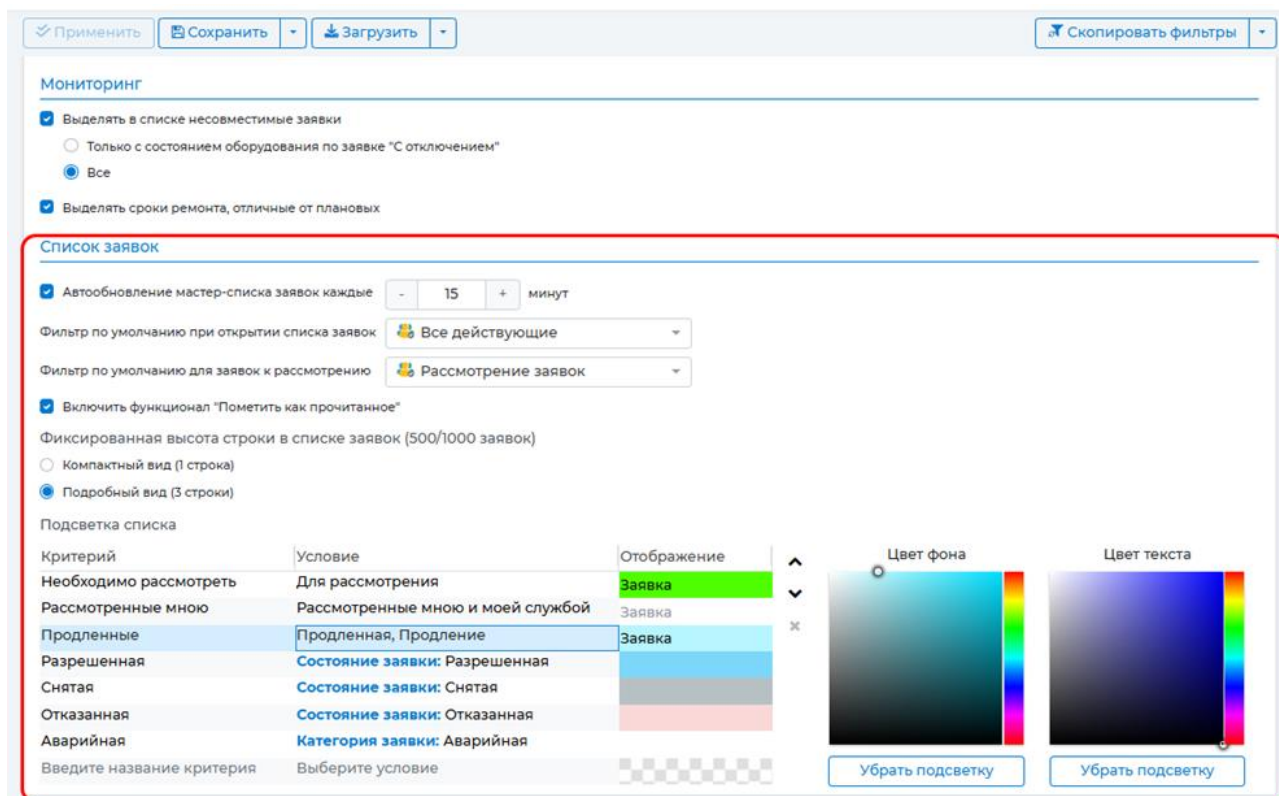 Применить Сохранить Загрузить Скопировать фильтры
Мониторинг
Выделять в списке несовместимые заявки
Только с состоянием оборудования по заявке "С отключением"
Все
Выделять сроки ремонта, отличные от плановых
Список заявок
Автообновление мастер-списка заявок каждые - 15 + минут
Фильтр по умолчанию при открытии списка заявок Все действующие
Фильтр по умолчанию для заявок к рассмотрению Рассмотрение заявок
Включить функционал "Пометить как прочитанное"
Фиксированная высота строки в списке заявок (500/1000 заявок)
Компактный вид (1 строка)
Подробный вид (3 строки)
Подсветка списка
Критерий Условие Отображение Цвет фона Цвет текста
Необходимо рассмотреть Для рассмотрения Заявка
Рассмотренные мною Рассмотренные мною и моей службой Заявка
Продленные Продленная, Продление Заявка
Разрешенная Состояние заявки: Разрешенная
Снятая Состояние заявки: Снятая
Отказанная Состояние заявки: Отказанная
Аварийная Категория заявки: Аварийная
Введите название критерия Выберите условие Убрать подсветку Убрать подсветку